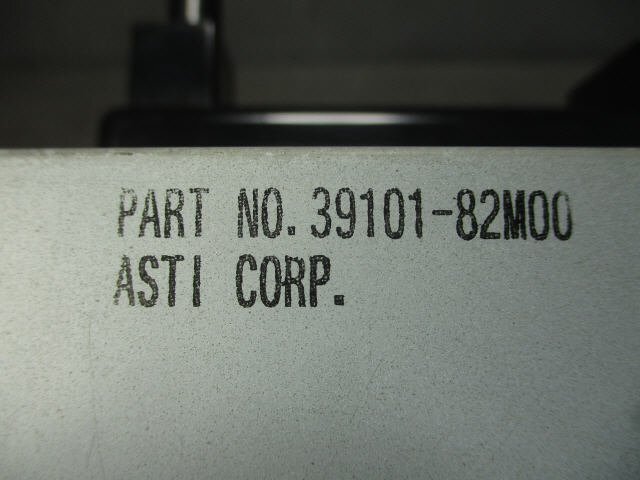 PART NO. 39101-82M00
ASTI CORP.